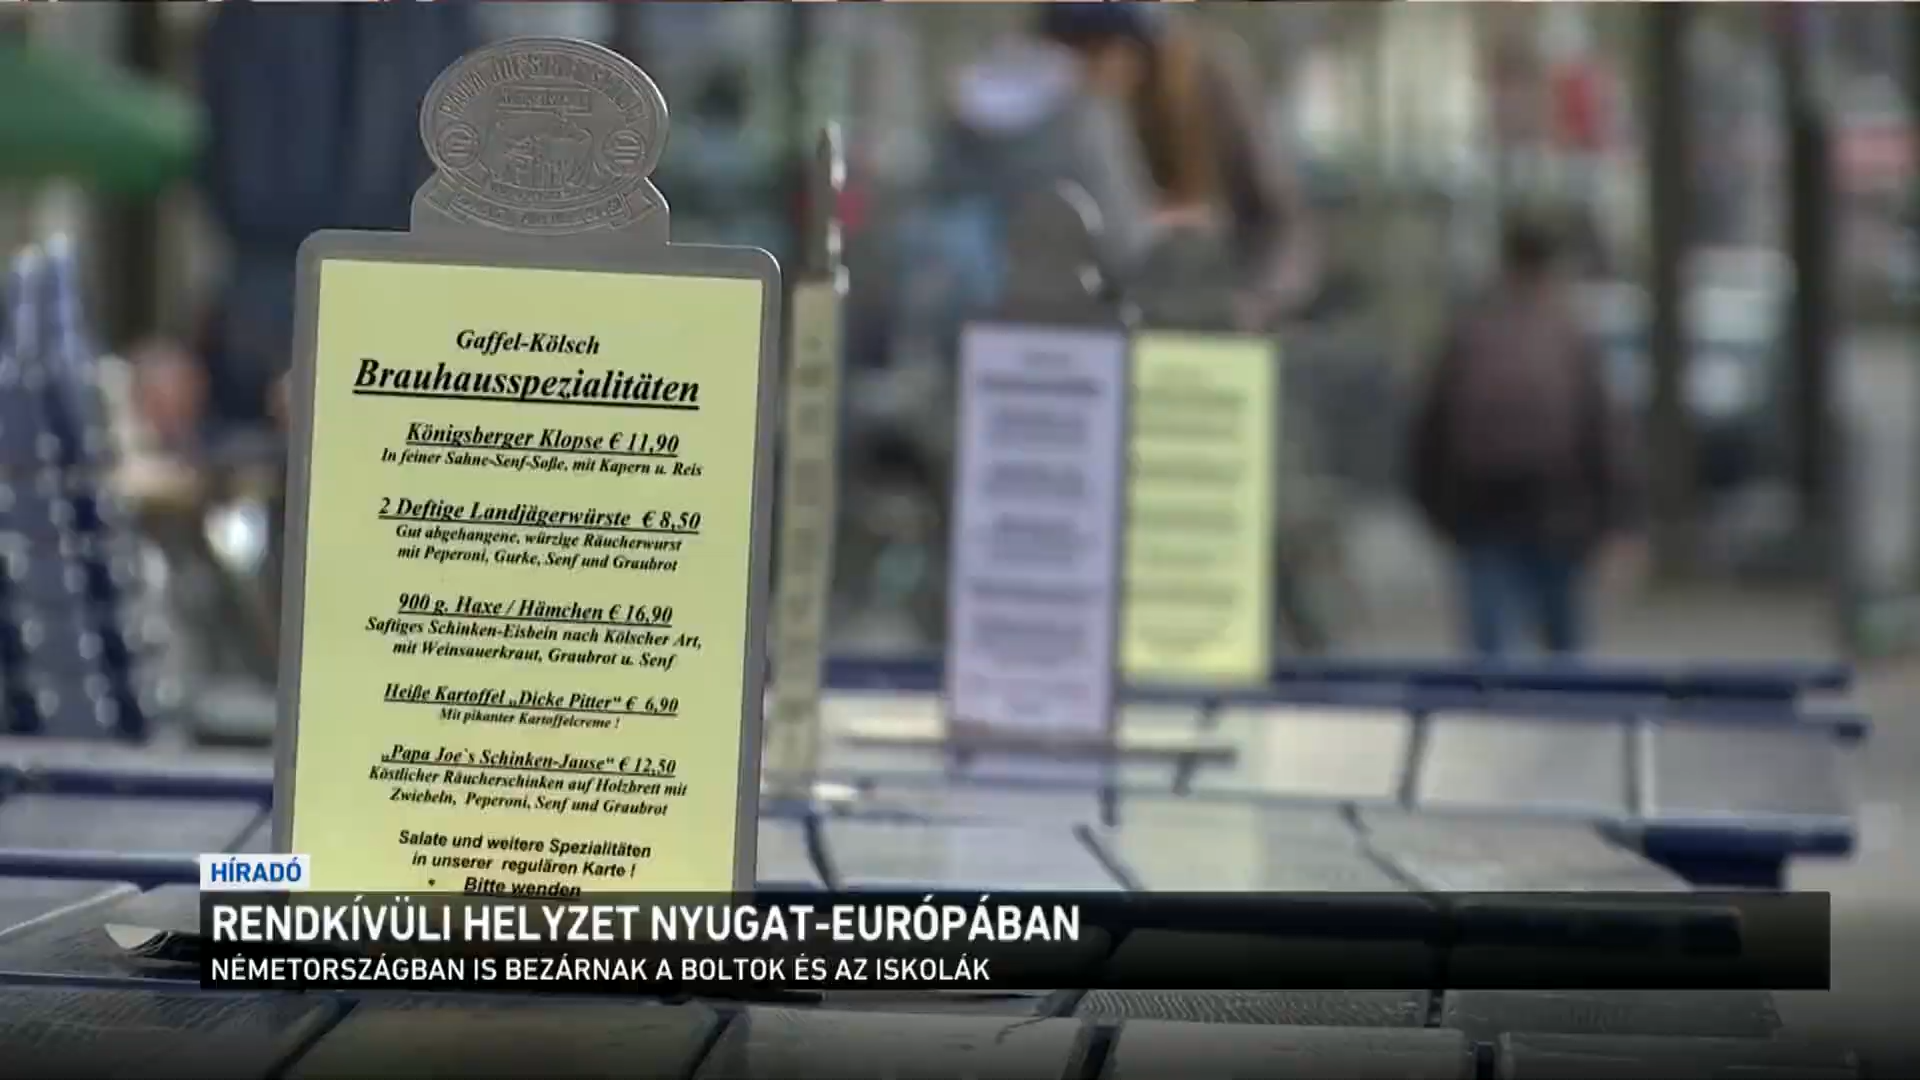 PAPA JOE'S
Gaffel-Kölsch
Brauhausspezialitäten
Königsberger Klopse € 11,90
In feiner Sahne-Senf-Soße, mit Kapern u. Reis
2 Deftige Landjägerwürste € 8,50
Gut abgehangene, würzige Räucherwurst
mit Peperoni, Gurke, Senf und Graubrot
900 g. Haxe / Hämchen € 16,90
Saftiges Schinken-Eisbein nach Kölscher Art,
mit Weinsauerkraut, Graubrot u. Senf
Heiße Kartoffel „Dicke Pitter“ € 6,90
Mit pikanter Kartoffelcreme !
„Papa Joe`s Schinken-Jause“ € 12,50
Köstlicher Räucherschinken auf Holzbrett mit
Zwiebeln, Peperoni, Senf und Graubrot
Salate und weitere Spezialitäten
in unserer regulären Karte !
• Bitte wenden
HÍRADÓ
RENDKÍVÜLI HELYZET NYUGAT-EURÓPÁBAN
NÉMETORSZÁGBAN IS BEZÁRNAK A BOLTOK ÉS AZ ISKOLÁK